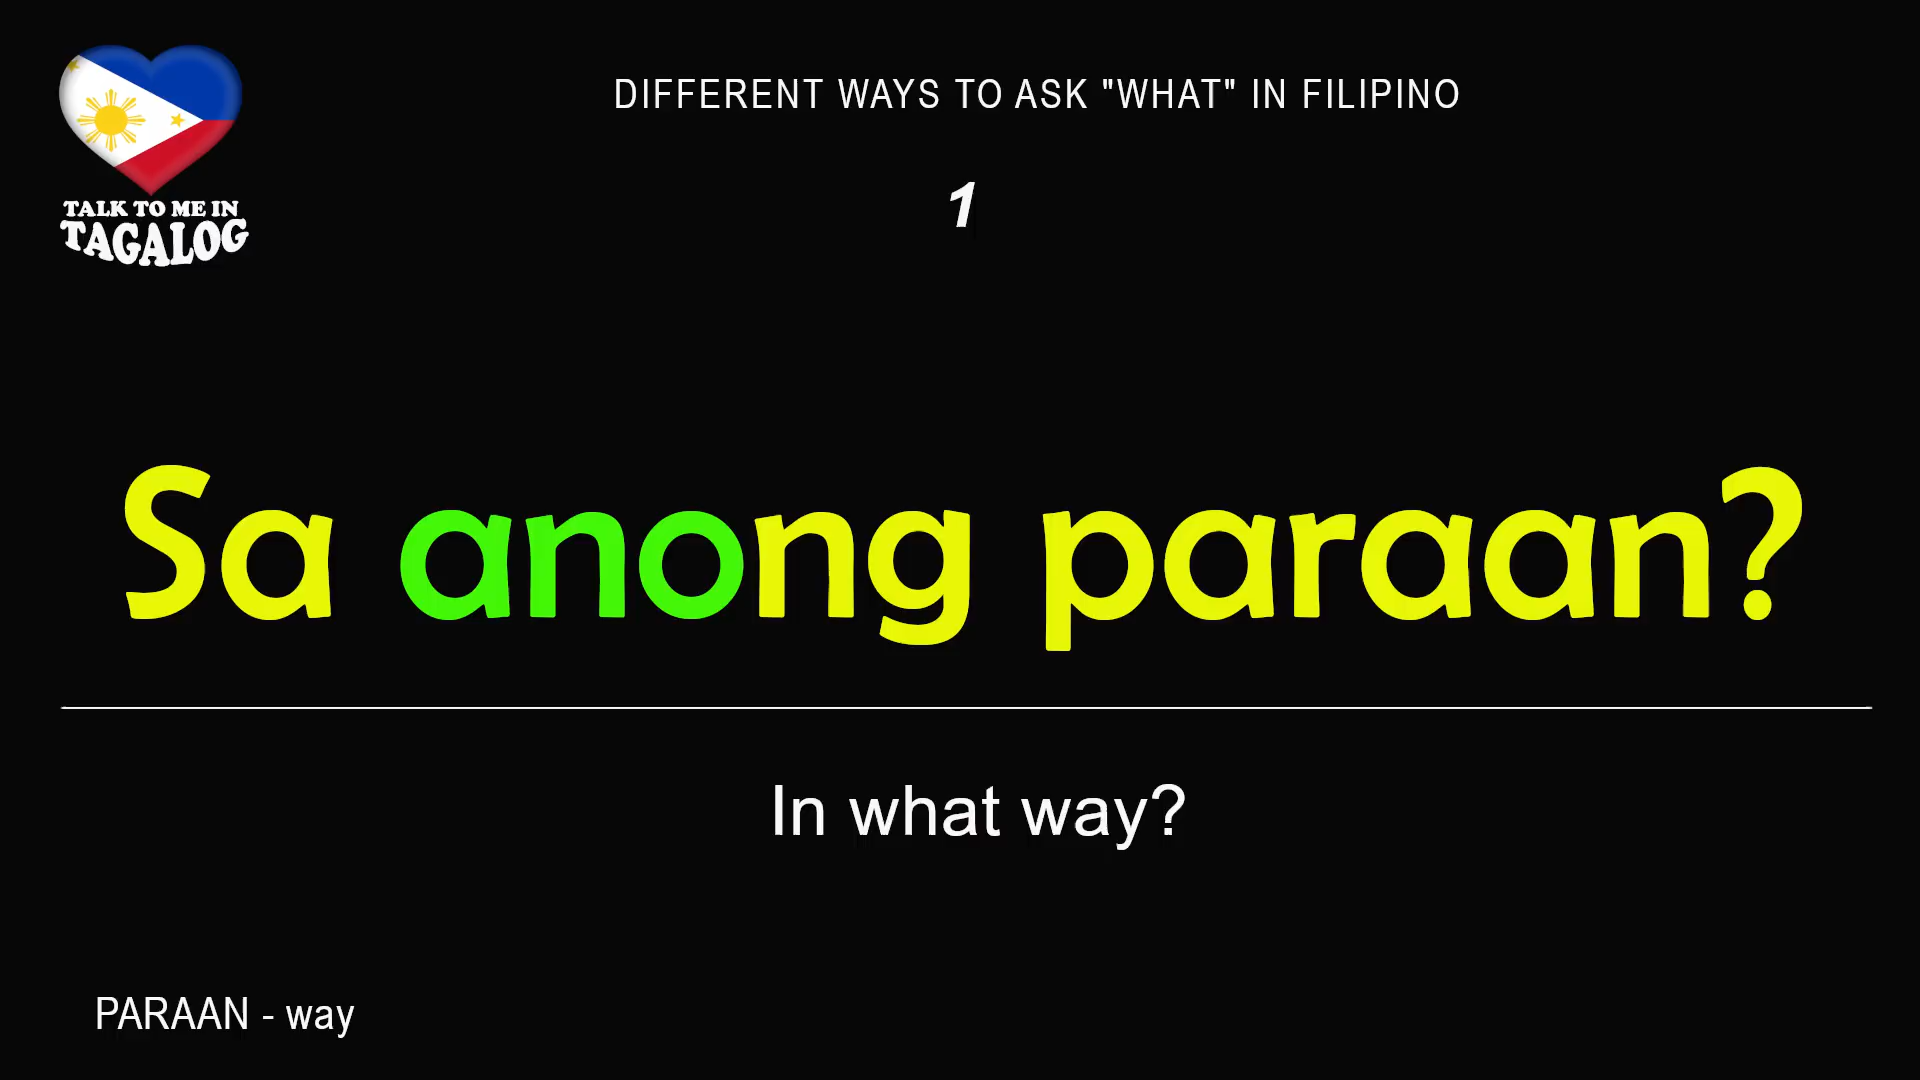 TALK TO ME IN
TAGALOG
DIFFERENT WAYS TO ASK "WHAT" IN FILIPINO
1
Sa anong paraan?
In what way?
PARAAN - way